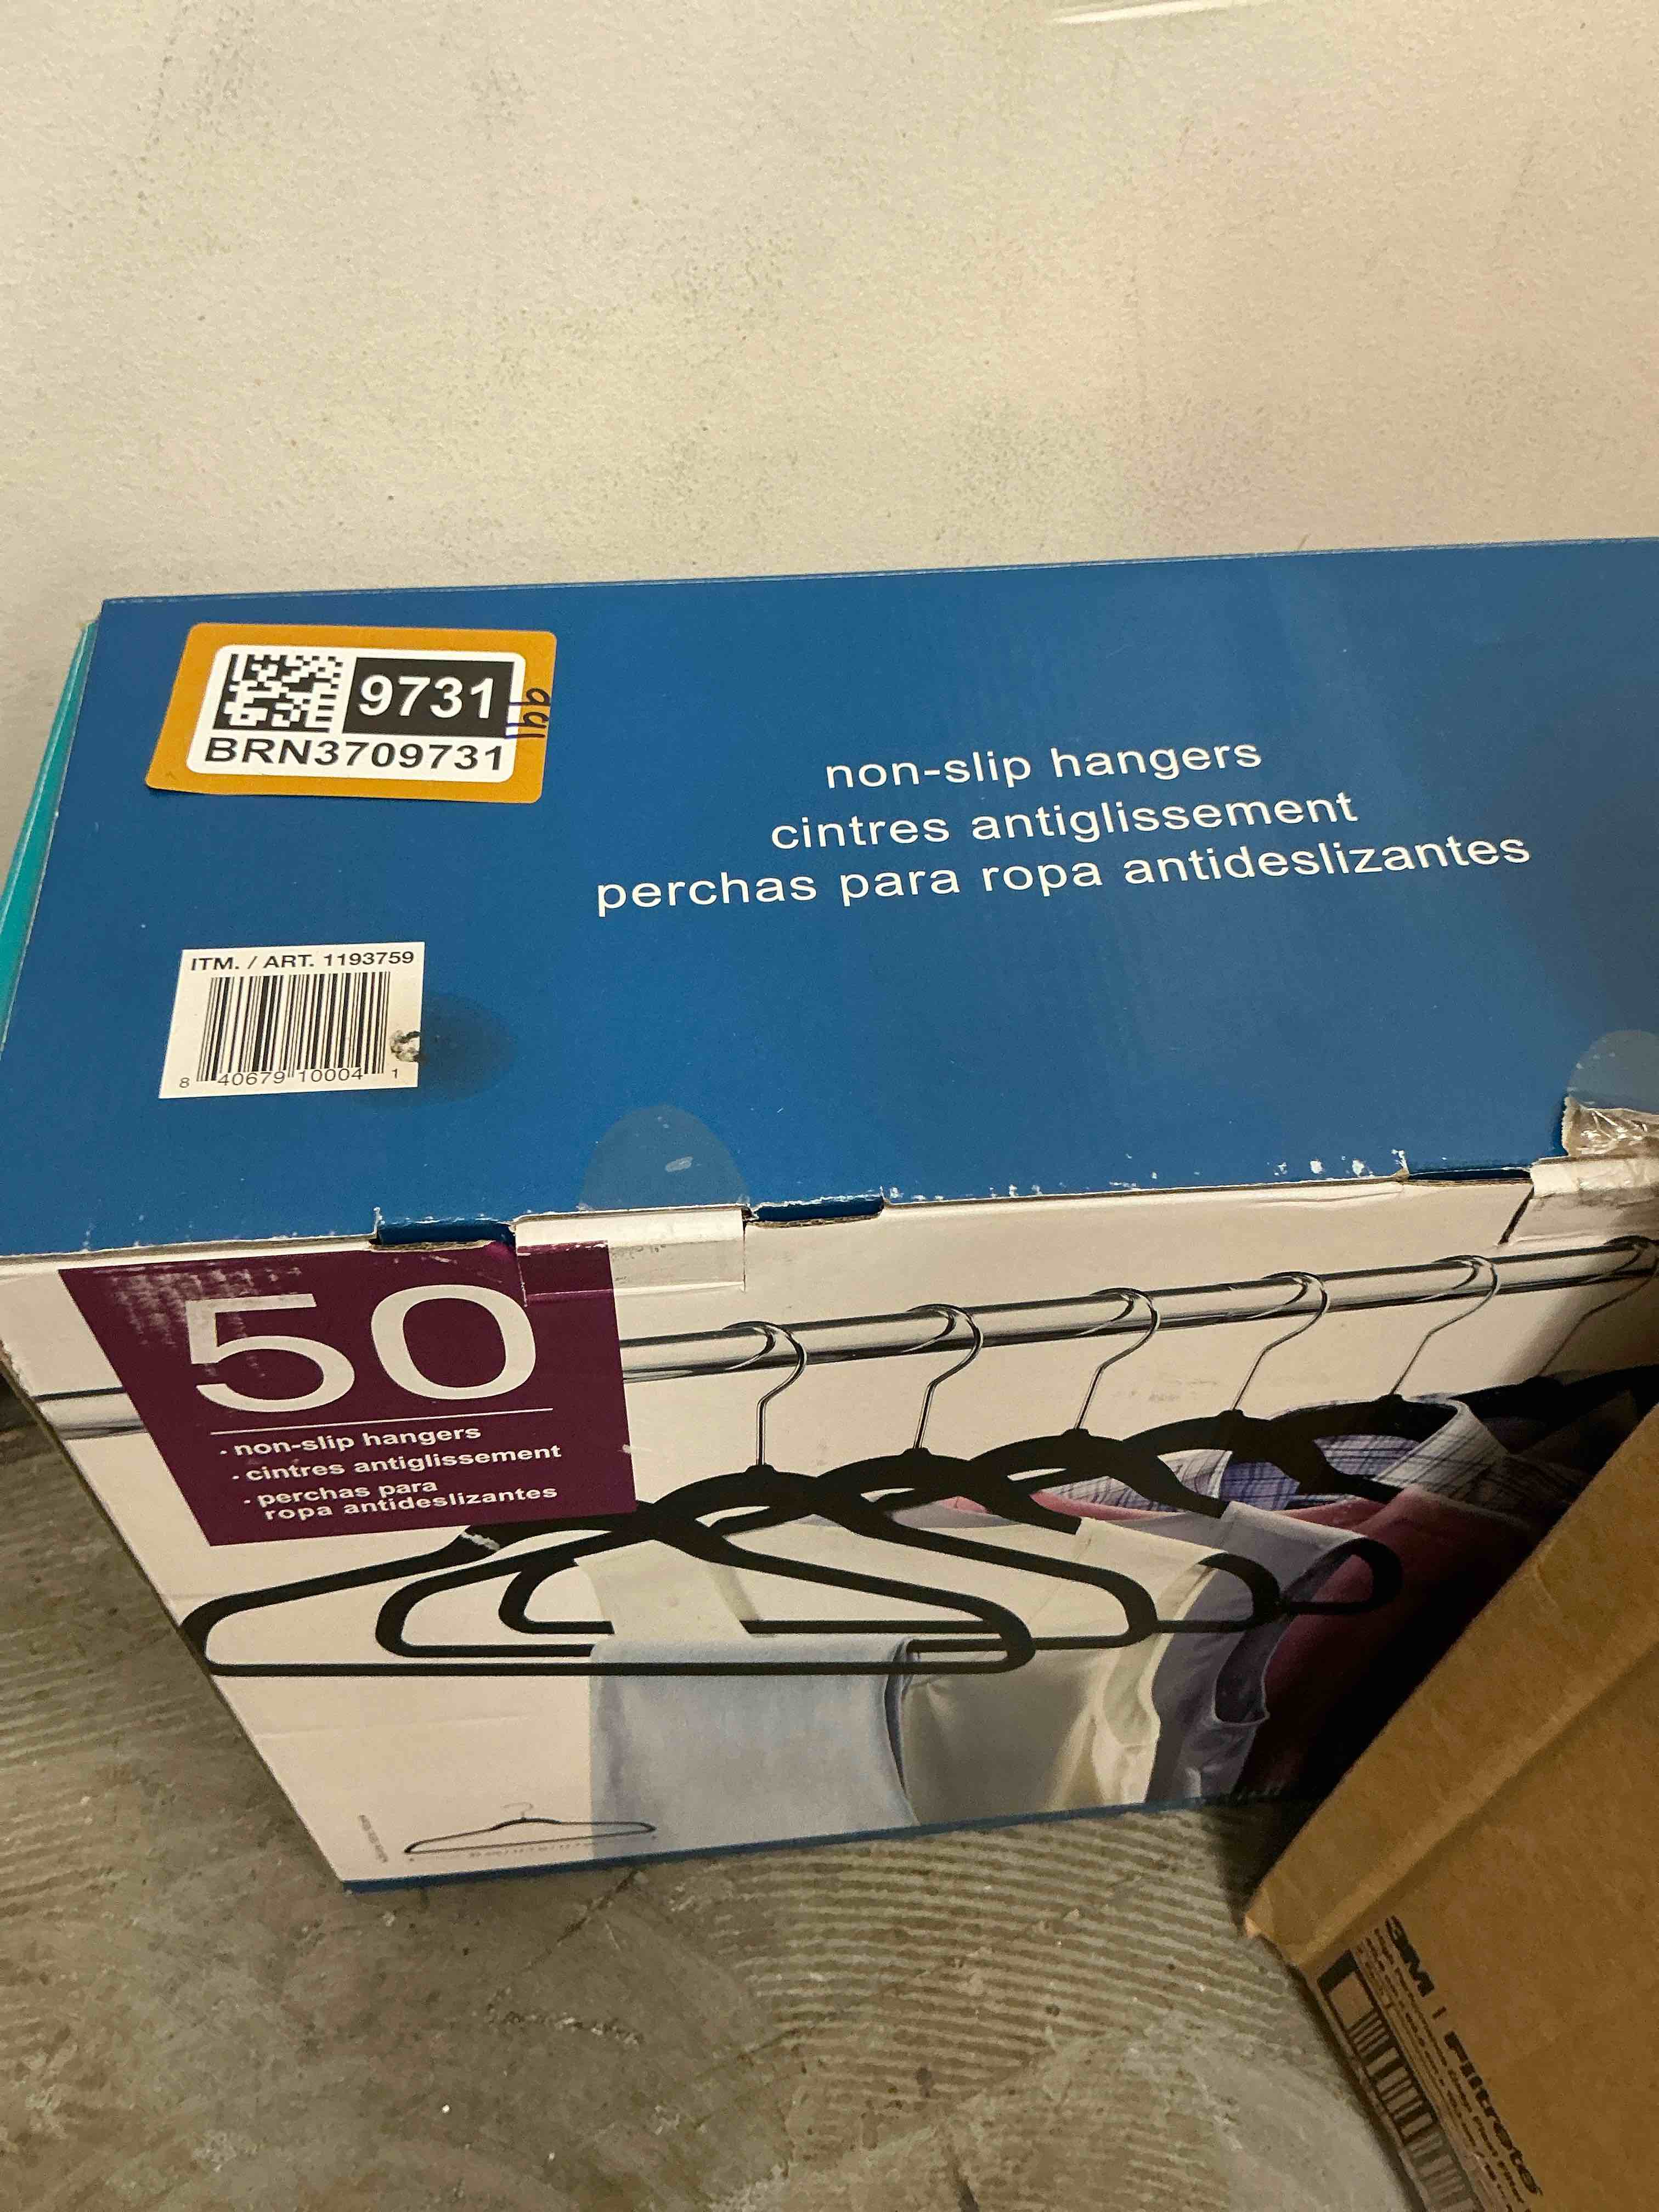 9731
BRN3709731
non-slip hangers
cintres antiglissement
perchas para ropa antideslizantes
ITM. / ART. 1193759
8 40679 10004 1
50
· non-slip hangers
· cintres antiglissement
· perchas para
ropa antideslizantes
3M | Filtrete